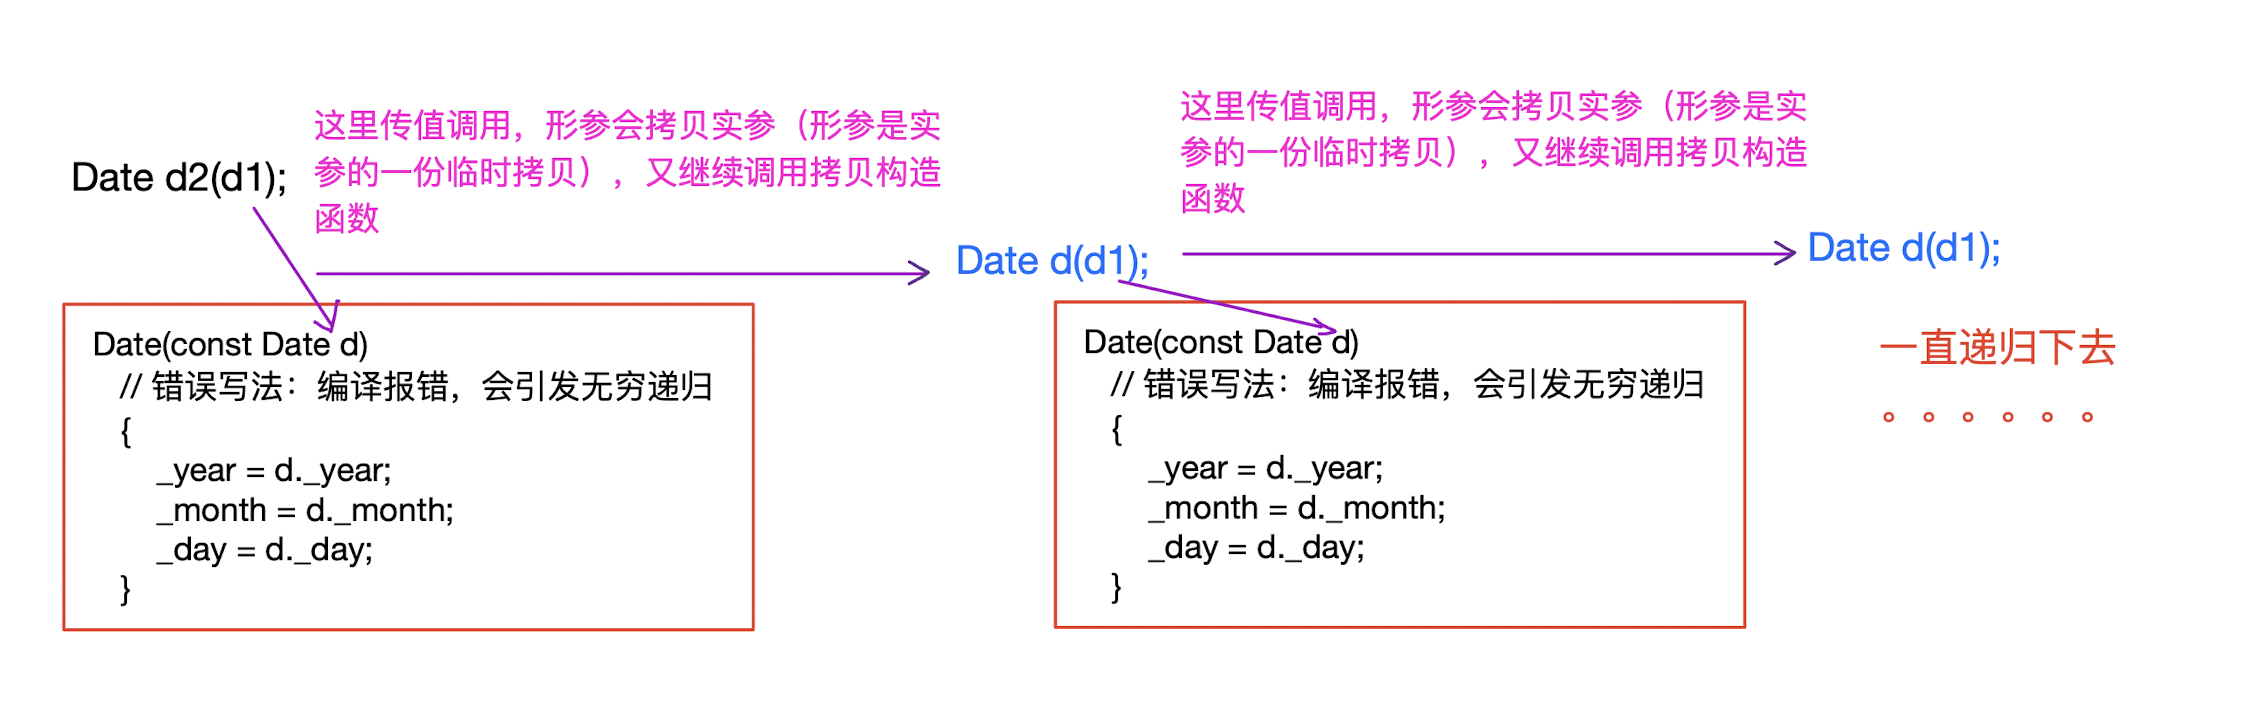 Date d2(d1);
这里传值调用，形参会拷贝实参（形参是实
参的一份临时拷贝），又继续调用拷贝构造
函数
Date(const Date d)
// 错误写法：编译报错，会引发无穷递归
{
_year = d._year;
_month = d._month;
_day = d._day;
}
这里传值调用，形参会拷贝实参（形参是实
参的一份临时拷贝），又继续调用拷贝构造
函数
Date d(d1);
Date(const Date d)
// 错误写法：编译报错，会引发无穷递归
{
_year = d._year;
_month = d._month;
_day = d._day;
}
Date d(d1);
一直递归下去
。。。。。。